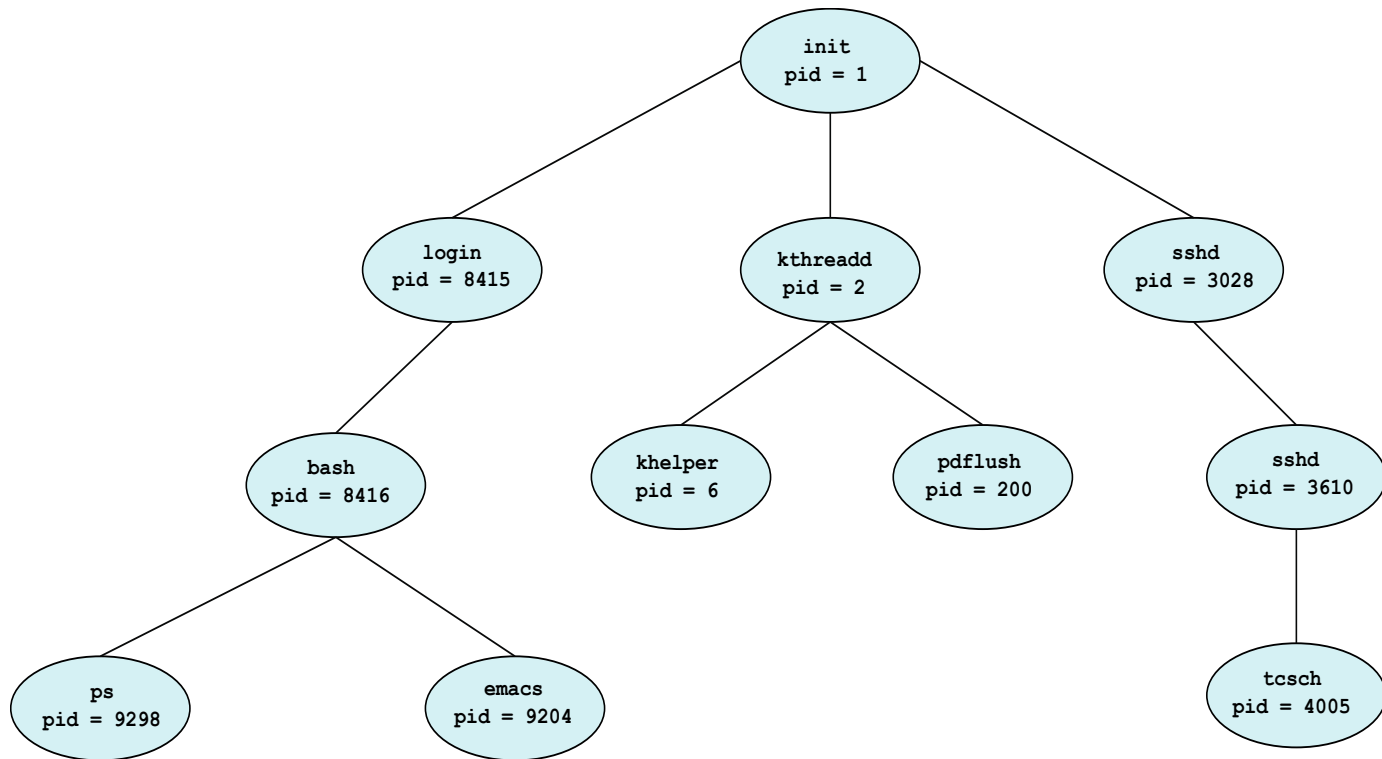 init
pid = 1
login
pid = 8415
kthreadd
pid = 2
sshd
pid = 3028
bash
pid = 8416
khelper
pid = 6
pdflush
pid = 200
sshd
pid = 3610
ps
pid = 9298
emacs
pid = 9204
tcsch
pid = 4005